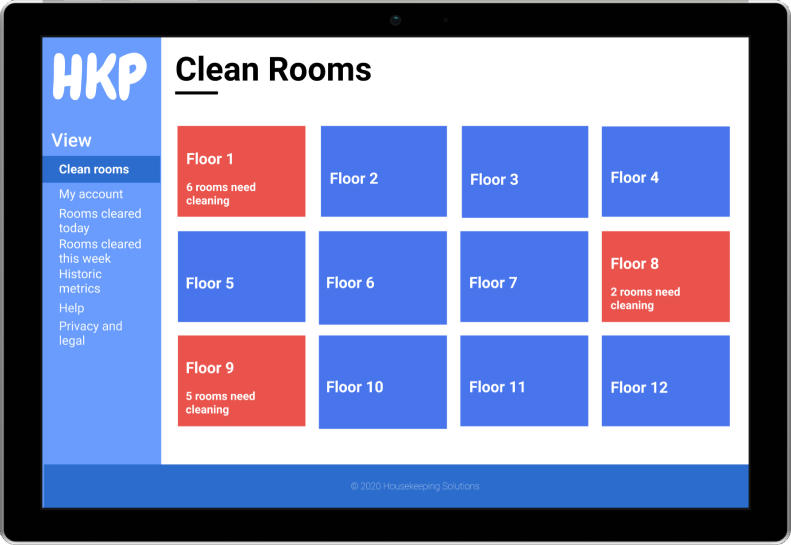 HKP
Clean Rooms
View
Clean rooms
My account
Rooms cleared
today
Rooms cleared
this week
Historic
metrics
Help
Privacy and
legal
Floor 1
6 rooms need
cleaning
Floor 2
Floor 3
Floor 4
Floor 5
Floor 6
Floor 7
Floor 8
2 rooms need
cleaning
Floor 9
5 rooms need
cleaning
Floor 10
Floor 11
Floor 12
© 2020 Housekeeping Solutions